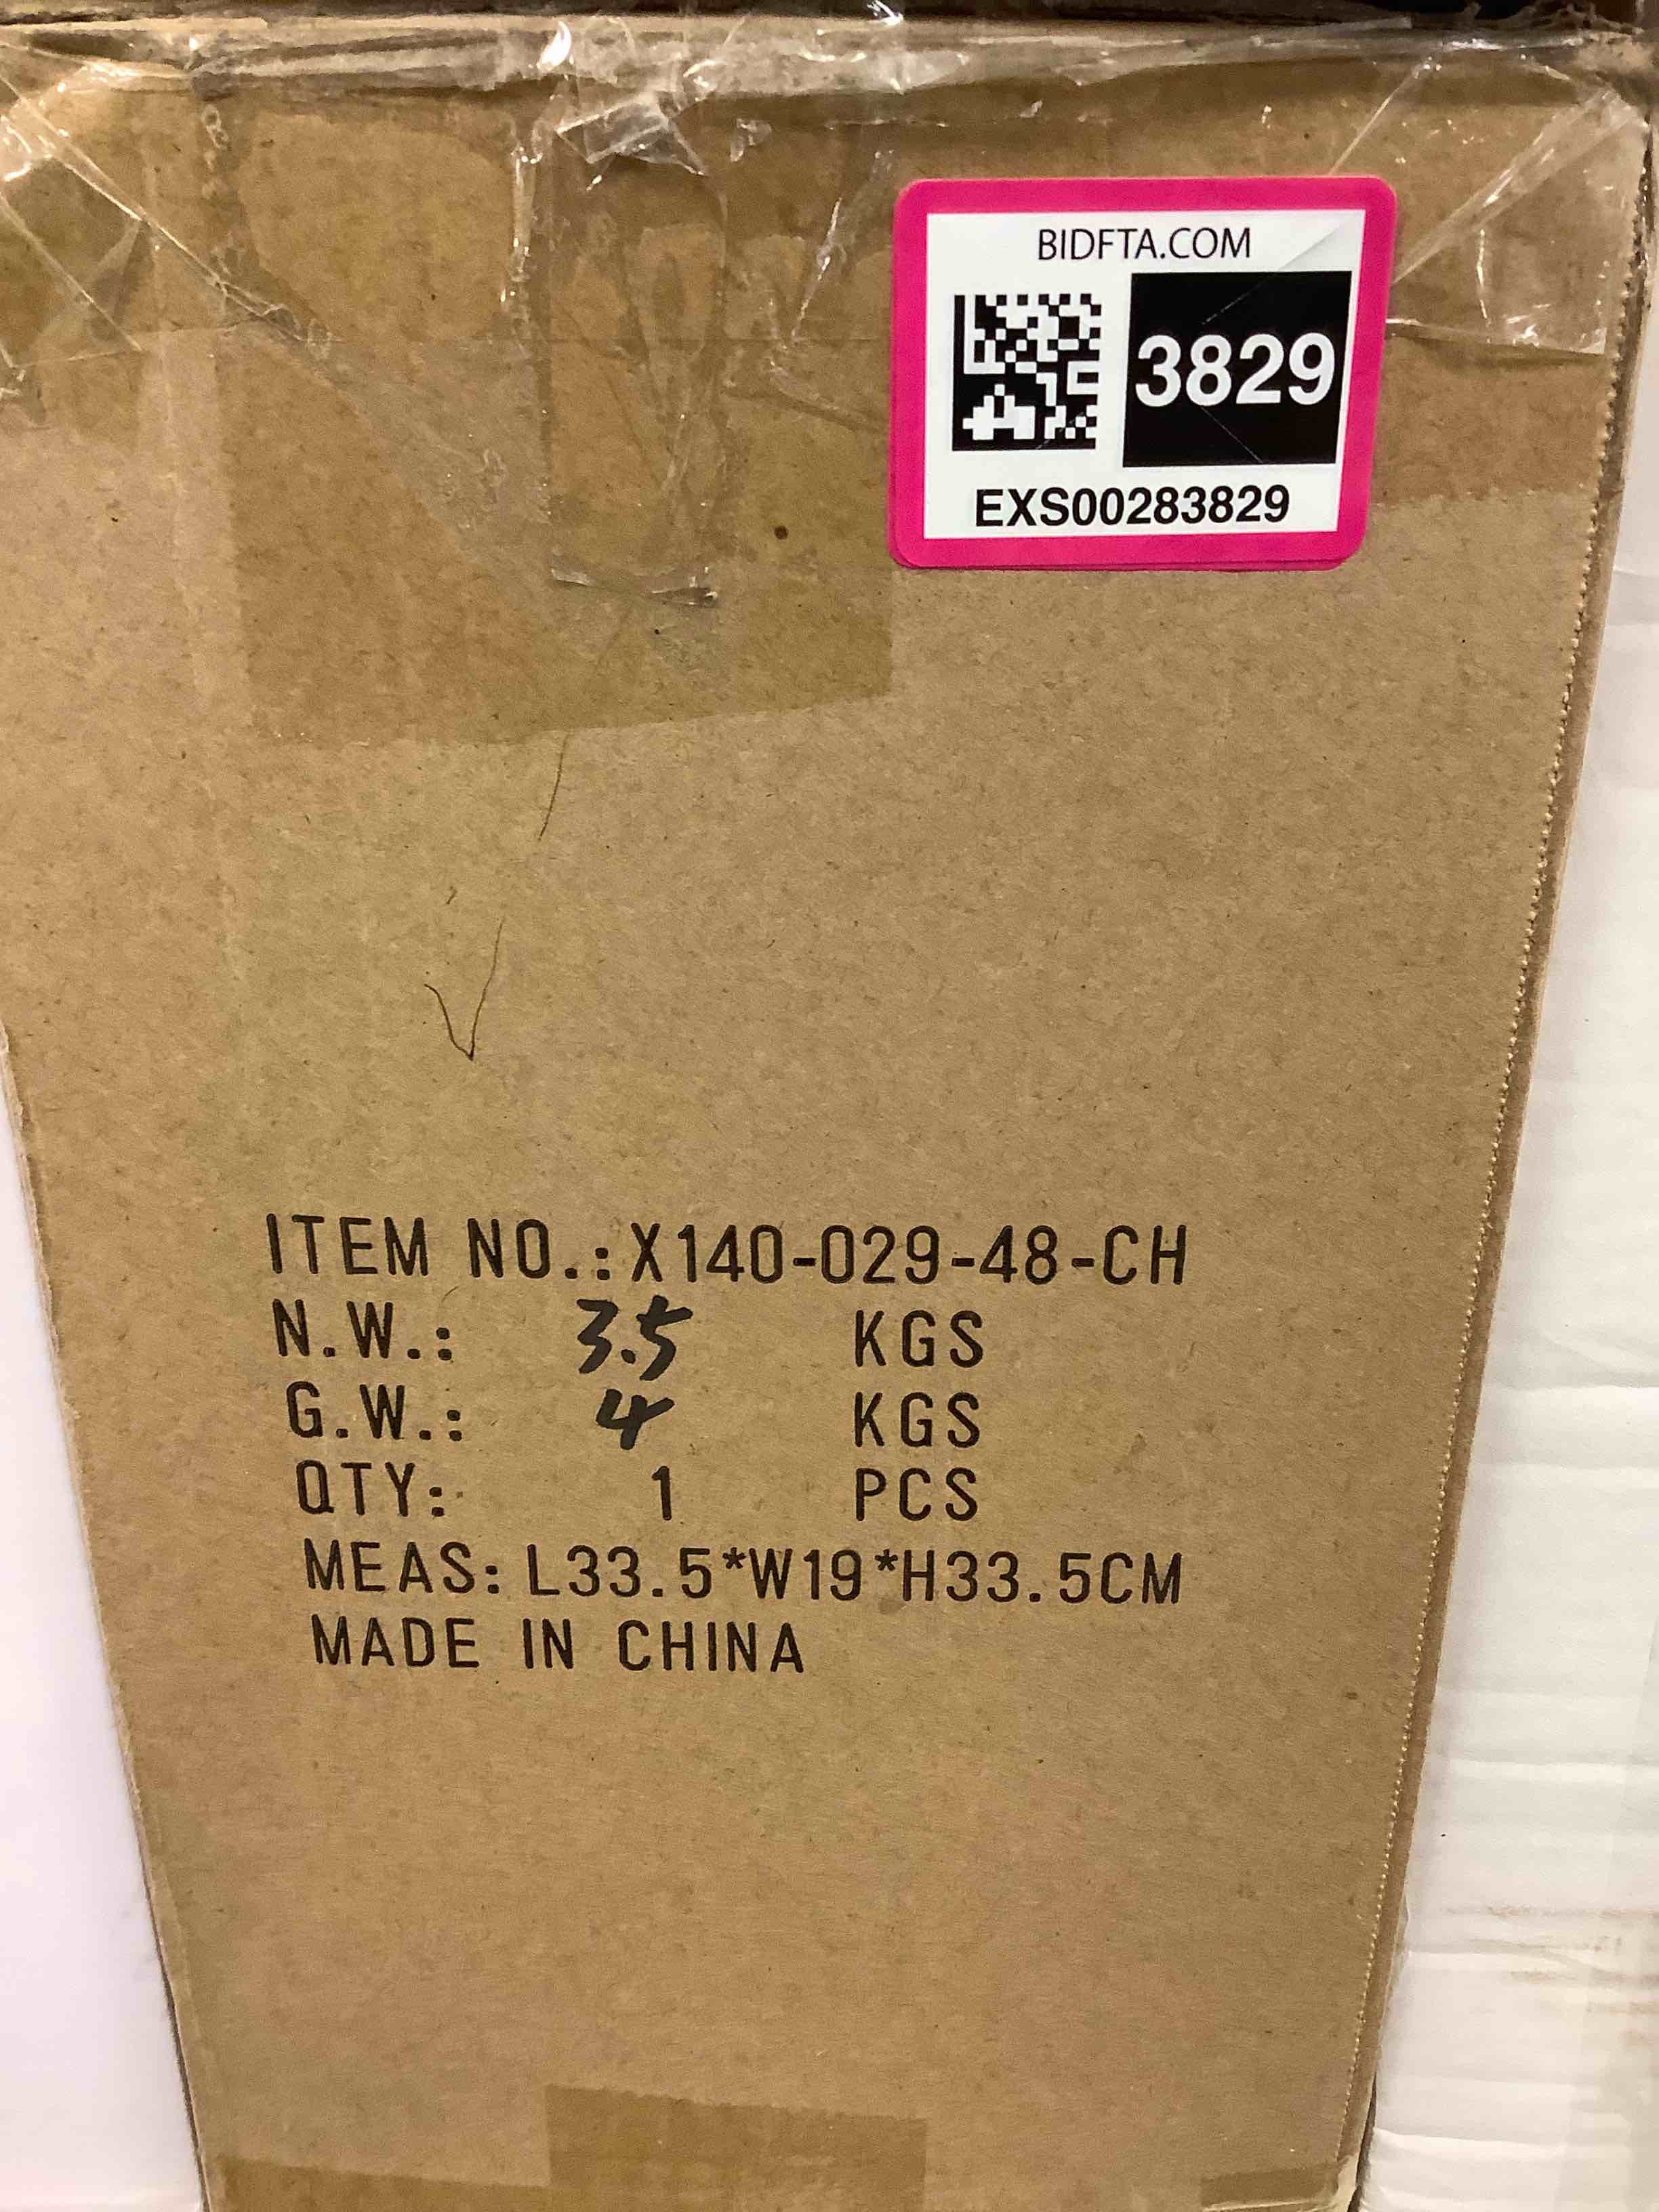 BIDFTA.COM
3829
EXS00283829
ITEM NO.:X140-029-48-CH
N.W.: 3.5 KGS
G.W.: 4 KGS
QTY: 1 PCS
MEAS: L33.5*W19*H33.5CM
MADE IN CHINA